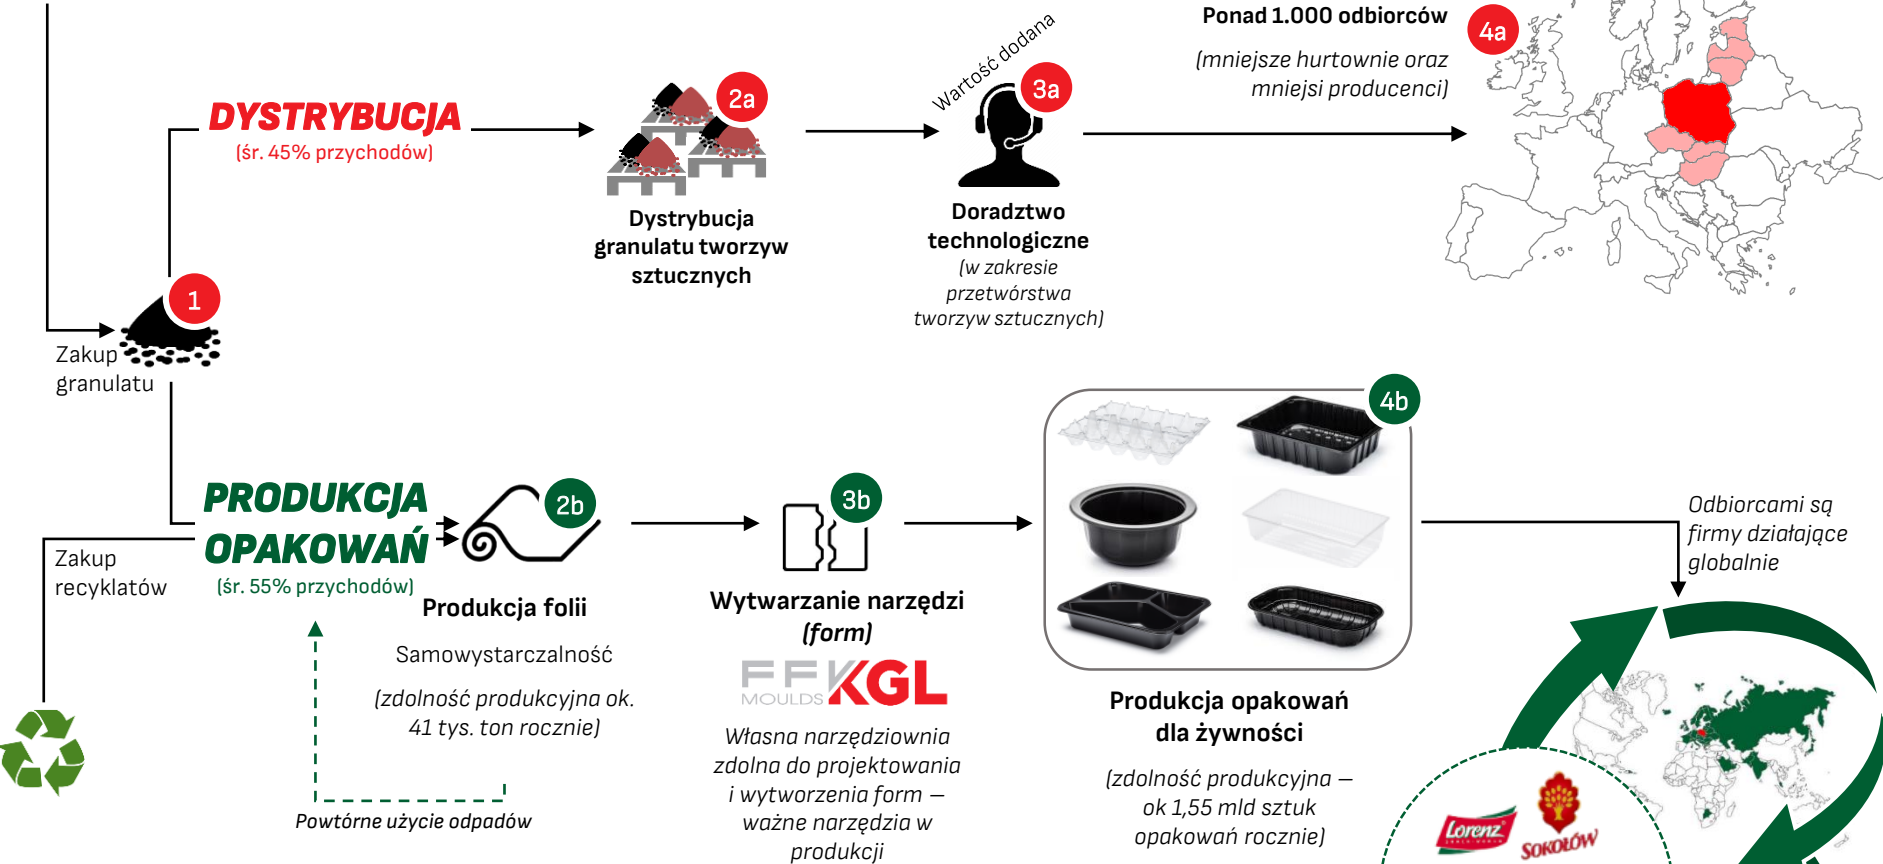 Ponad 1.000 odbiorców
(mniejsze hurtownie oraz
mniejsi producenci)
4a
Wartość dodana
3a
2a
DYSTRYBUCJA
(śr. 45% przychodów)
Dystrybucja
granulatu tworzyw
sztucznych
Doradztwo
technologiczne
(w zakresie
przetwórstwa
tworzyw sztucznych)
1
Zakup
granulatu
4b
PRODUKCJA
OPAKOWAŃ
(śr. 55% przychodów)
2b
3b
Zakup
recyklatów
Produkcja folii
Samowystarczalność
(zdolność produkcyjna ok.
41 tys. ton rocznie)
Powtórne użycie odpadów
Wytwarzanie narzędzi
(form)
FFK KGL
MOULDS
Własna narzędziownia
zdolna do projektowania
i wytworzenia form –
ważne narzędzia w
produkcji
Produkcja opakowań
dla żywności
(zdolność produkcyjna –
ok 1,55 mld sztuk
opakowań rocznie)
Odbiorcami są
firmy działające
globalnie
Lorenz
SOKOŁÓW